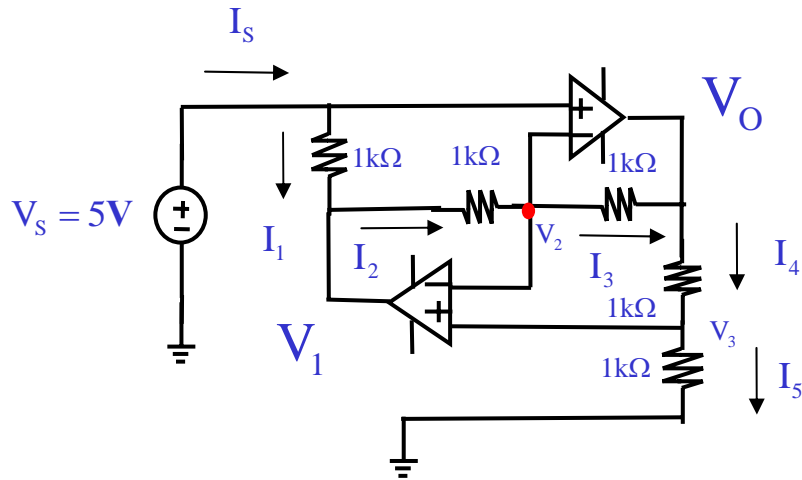 I_S
V_O
+
−
1kΩ
1kΩ
1kΩ
V_S = 5V
+
−
I_1
I_2
V_2
I_3
I_4
−
+
1kΩ
V_1
V_3
1kΩ
I_5